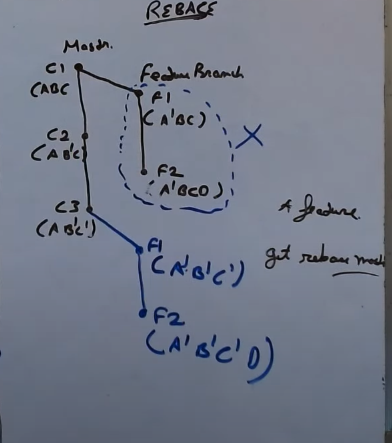 REBASE
Master.
C1
(ABC
Feature Branch
F1
(A'BC)
C2
(AB'C)
F2
(A'BCD)
X
C3
(AB'C')
A feature
git rebase mast
F1
(A'B'C')
F2
(A'B'C'D)